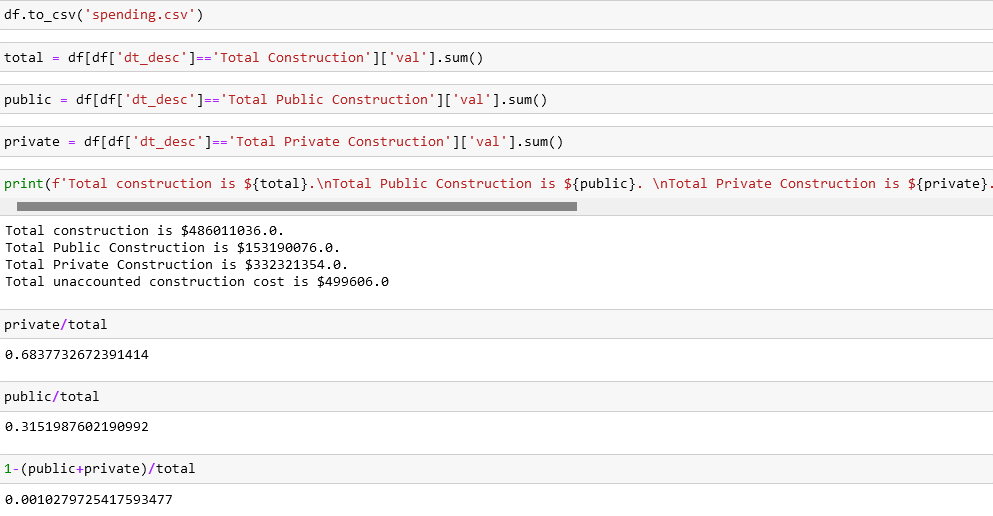 df.to_csv('spending.csv')
total = df[df['dt_desc']=='Total Construction']['val'].sum()
public = df[df['dt_desc']=='Total Public Construction']['val'].sum()
private = df[df['dt_desc']=='Total Private Construction']['val'].sum()
print(f'Total construction is ${total}.\nTotal Public Construction is ${public}. \nTotal Private Construction is ${private}.
Total construction is $486011036.0.
Total Public Construction is $153190076.0.
Total Private Construction is $332321354.0.
Total unaccounted construction cost is $499606.0
private/total
0.6837732672391414
public/total
0.3151987602190992
1-(public+private)/total
0.0010279725417593477